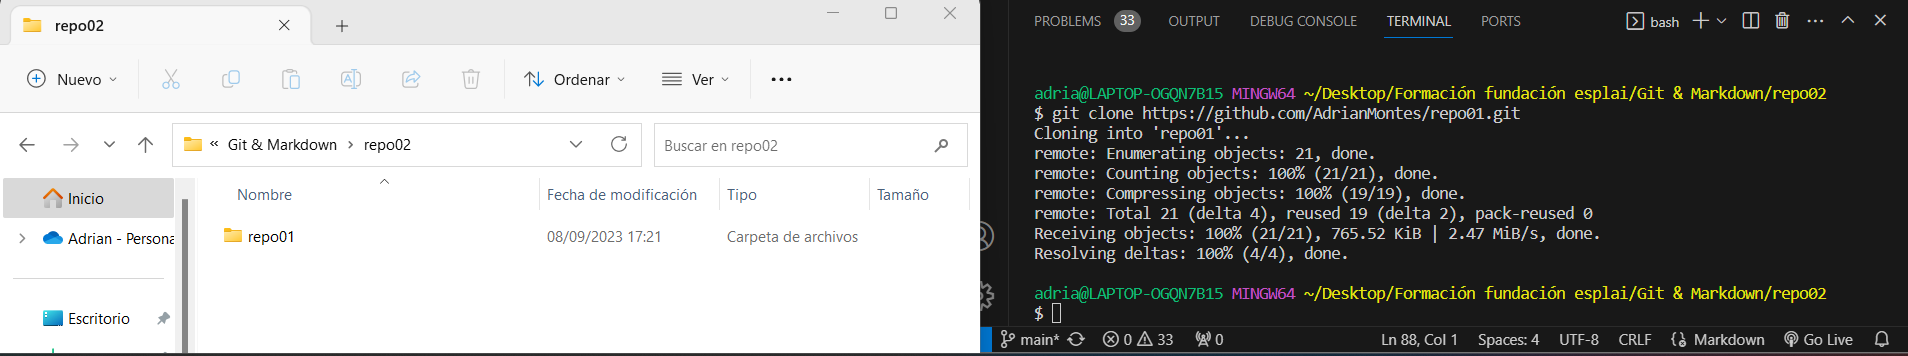 repo02
Nuevo
Ordenar
Ver
« Git & Markdown > repo02
Buscar en repo02
Inicio
Adrian - Persona
Escritorio
Nombre Fecha de modificación Tipo Tamaño
repo01 08/09/2023 17:21 Carpeta de archivos
PROBLEMS 33 OUTPUT DEBUG CONSOLE TERMINAL PORTS
bash
adria@LAPTOP-OGQN7B15 MINGW64 ~/Desktop/Formación fundación esplai/Git & Markdown/repo02
$ git clone https://github.com/AdrianMontes/repo01.git
Cloning into 'repo01'...
remote: Enumerating objects: 21, done.
remote: Counting objects: 100% (21/21), done.
remote: Compressing objects: 100% (19/19), done.
remote: Total 21 (delta 4), reused 19 (delta 2), pack-reused 0
Receiving objects: 100% (21/21), 765.52 KiB | 2.47 MiB/s, done.
Resolving deltas: 100% (4/4), done.
adria@LAPTOP-OGQN7B15 MINGW64 ~/Desktop/Formación fundación esplai/Git & Markdown/repo02
$
main* 0 33 0 Ln 88, Col 1 Spaces: 4 UTF-8 CRLF Markdown Go Live